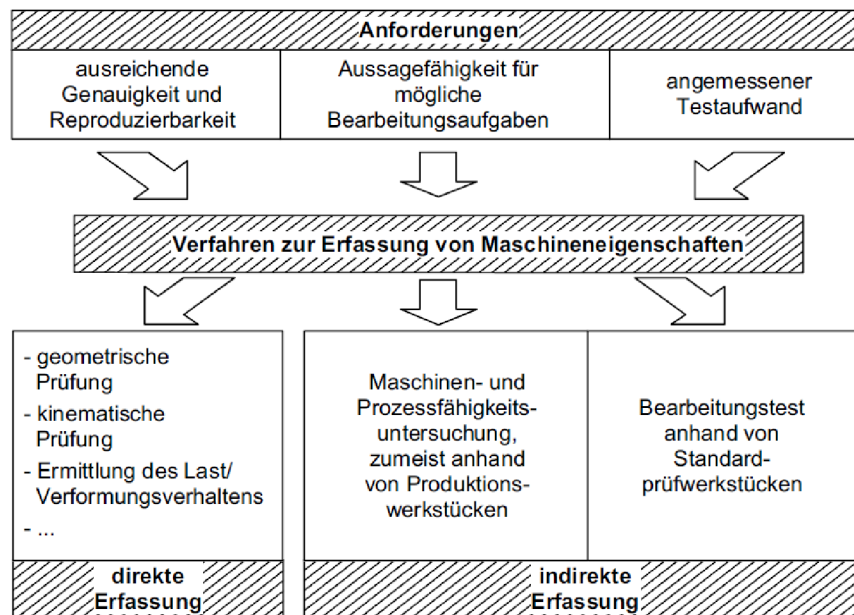 Anforderungen
ausreichende
Genauigkeit und
Reproduzierbarkeit
Aussagefähigkeit für
mögliche
Bearbeitungsaufgaben
angemessener
Testaufwand
Verfahren zur Erfassung von Maschineneigenschaften
- geometrische
Prüfung
- kinematische
Prüfung
- Ermittlung des Last/
Verformungsverhaltens
- ...
direkte
Erfassung
Maschinen- und
Prozessfähigkeits-
untersuchung,
zumeist anhand
von Produktions-
werkstücken
Bearbeitungstest
anhand von
Standard-
prüfwerkstücken
indirekte
Erfassung